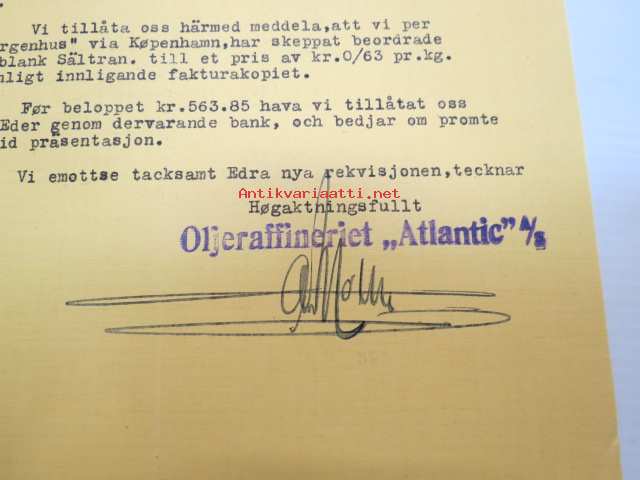 Vi tillåta oss härmed meddela,att vi per
rgenhus" via Køpenhamn,har skeppat beordrade
blank Sältran. till et pris av kr.0/63 pr.kg.
nligt innligande fakturakopiet.
Før beloppet kr.563.85 hava vi tillåtat oss
Eder genom dervarande bank, och bedjar om promte
id präsentasjon.
Vi emottse tacksamt Edra nya rekvisjonen,tecknar
Antikvariaatti.net
Høgaktningsfullt
Oljeraffineriet „Atlantic” A/S